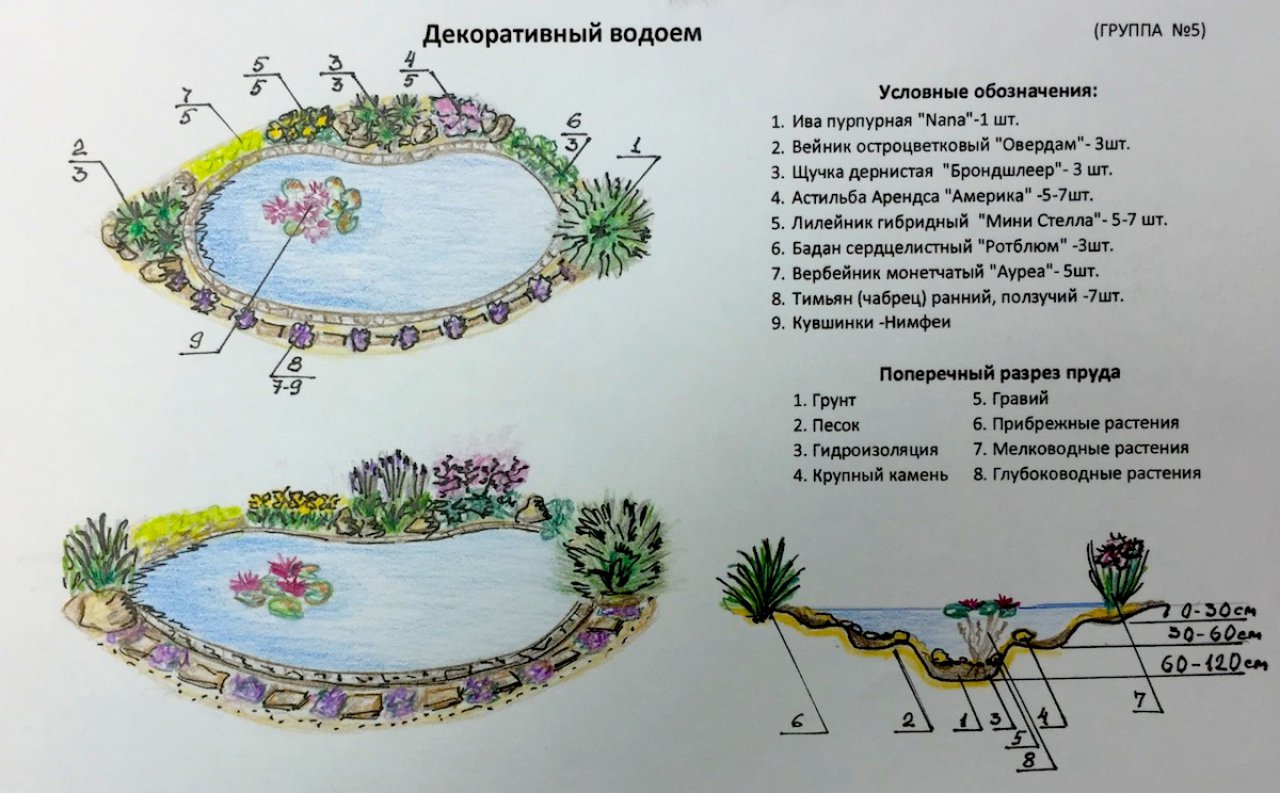 Декоративный водоем
(ГРУППА №5)
Условные обозначения:
1. Ива пурпурная "Nana"-1 шт.
2. Вейник остроцветковый "Овердам"- 3шт.
3. Щучка дернистая "Брондшлеер"- 3 шт.
4. Астильба Арендса "Америка" -5-7шт.
5. Лилейник гибридный "Мини Стелла"- 5-7 шт.
6. Бадан сердцелистный "Ротблюм" -3шт.
7. Вербейник монетчатый "Ауреа"- 5шт.
8. Тимьян (чабрец) ранний, ползучий -7шт.
9. Кувшинки -Нимфеи
5
5
3
3
4
5
7
5
6
3
1
2
3
9
8
7-9
Поперечный разрез пруда
1. Грунт
2. Песок
3. Гидроизоляция
4. Крупный камень
5. Гравий
6. Прибрежные растения
7. Мелководные растения
8. Глубоководные растения
10-30см
30-60см
60-120см
6
2
1
3
4
7
5
8